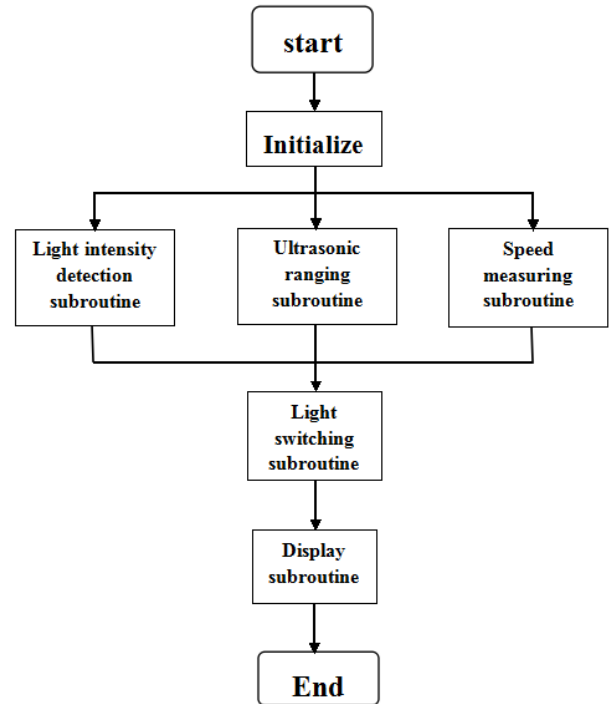 start
Initialize
Light intensity
detection
subroutine
Ultrasonic
ranging
subroutine
Speed
measuring
subroutine
Light
switching
subroutine
Display
subroutine
End